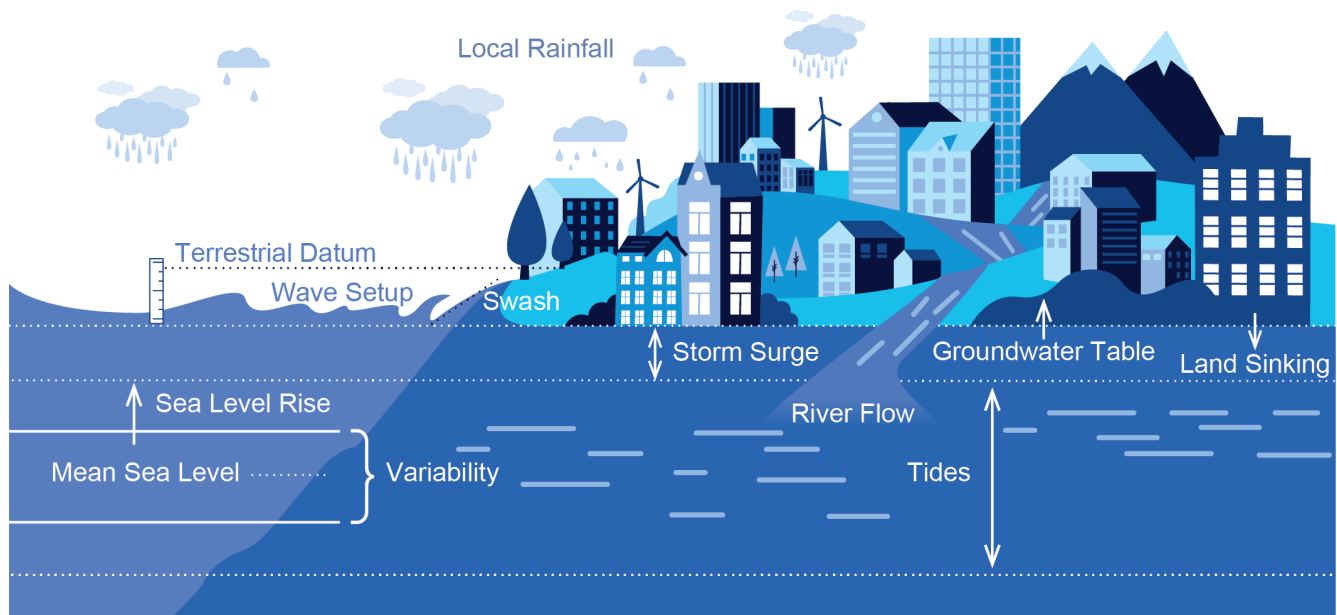 Local Rainfall
Terrestrial Datum
Wave Setup
Swash
Storm Surge
Groundwater Table
Land Sinking
Sea Level Rise
River Flow
Mean Sea Level
Variability
Tides